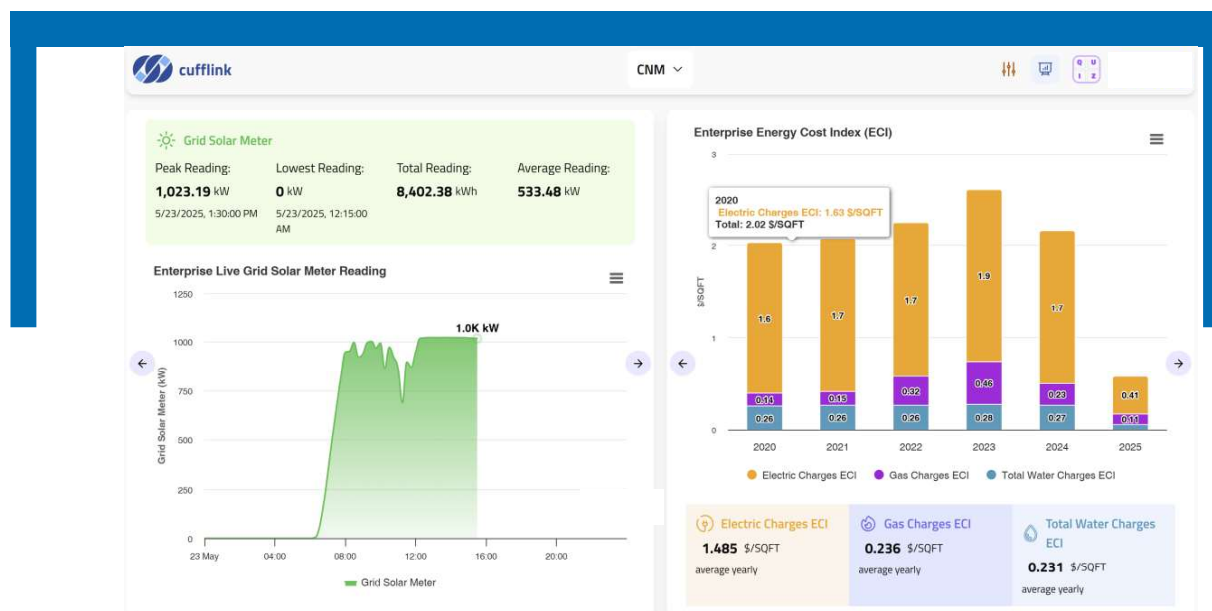 cufflink
CNM
Q U
I Z
Grid Solar Meter
Peak Reading: Lowest Reading: Total Reading: Average Reading:
1,023.19 kW 0 kW 8,402.38 kWh 533.48 kW
5/23/2025, 1:30:00 PM 5/23/2025, 12:15:00
AM
Enterprise Live Grid Solar Meter Reading
1250
1000
750
500
250
0
Grid Solar Meter (kW)
1.0K kW
23 May 04:00 08:00 12:00 16:00 20:00
Grid Solar Meter
Enterprise Energy Cost Index (ECI)
3
2
1
0
$/SQFT
2020
Electric Charges ECI: 1.63 $/SQFT
Total: 2.02 $/SQFT
1.6 1.7 1.7 1.9 1.7 0.41
0.14 0.15 0.32 0.46 0.23 0.11
0.26 0.26 0.26 0.28 0.27
2020 2021 2022 2023 2024 2025
Electric Charges ECI Gas Charges ECI Total Water Charges ECI
Electric Charges ECI
1.485 $/SQFT
average yearly
Gas Charges ECI
0.236 $/SQFT
average yearly
Total Water Charges
ECI
0.231 $/SQFT
average yearly